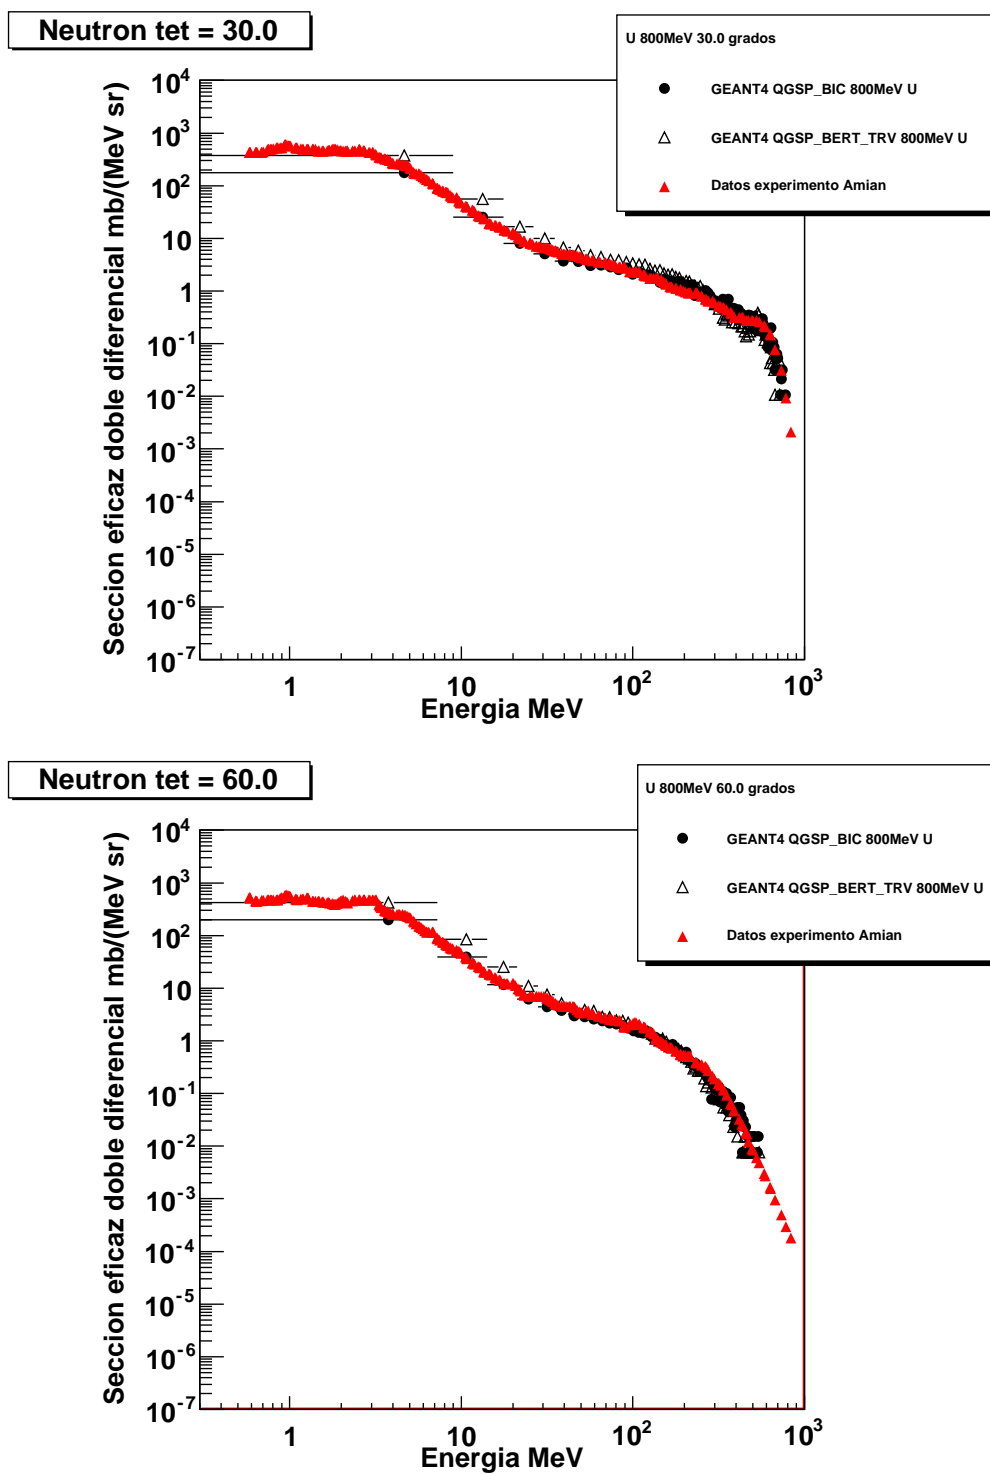 Neutron tet = 30.0
U 800MeV 30.0 grados
GEANT4 QGSP_BIC 800MeV U
GEANT4 QGSP_BERT_TRV 800MeV U
Datos experimento Amian
Seccion eficaz doble diferencial mb/(MeV sr)
10^4
10^3
10^2
10
1
10^-1
10^-2
10^-3
10^-4
10^-5
10^-6
10^-7
1
10
10^2
10^3
Energia MeV
Neutron tet = 60.0
U 800MeV 60.0 grados
GEANT4 QGSP_BIC 800MeV U
GEANT4 QGSP_BERT_TRV 800MeV U
Datos experimento Amian
Seccion eficaz doble diferencial mb/(MeV sr)
10^4
10^3
10^2
10
1
10^-1
10^-2
10^-3
10^-4
10^-5
10^-6
10^-7
1
10
10^2
10^3
Energia MeV